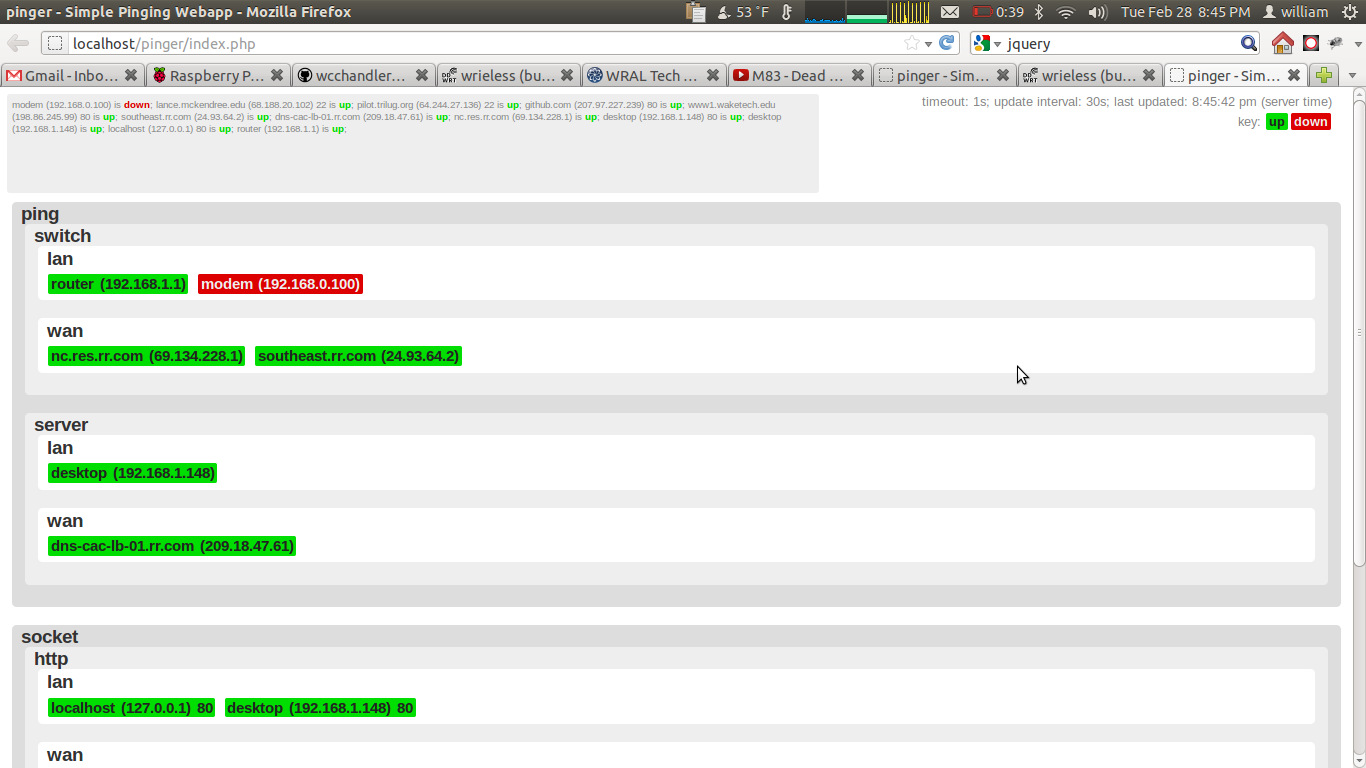 pinger - Simple Pinging Webapp - Mozilla Firefox
53 °F
0:39
Tue Feb 28 8:45 PM
william
localhost/pinger/index.php
jquery
Gmail - Inbo...
Raspberry P...
wcchandler...
wrieless (bu...
WRAL Tech ...
M83 - Dead ...
pinger - Sim...
wrieless (bu...
pinger - Sim...
modem (192.168.0.100) is down; lance.mckendree.edu (68.188.20.102) 22 is up; pilot.trilug.org (64.244.27.136) 22 is up; github.com (207.97.227.239) 80 is up; www1.waketech.edu
(198.86.245.99) 80 is up; southeast.rr.com (24.93.64.2) is up; dns-cac-lb-01.rr.com (209.18.47.61) is up; nc.res.rr.com (69.134.228.1) is up; desktop (192.168.1.148) 80 is up; desktop
(192.168.1.148) is up; localhost (127.0.0.1) 80 is up; router (192.168.1.1) is up;
timeout: 1s; update interval: 30s; last updated: 8:45:42 pm (server time)
key: up down
ping
switch
lan
router (192.168.1.1) modem (192.168.0.100)
wan
nc.res.rr.com (69.134.228.1) southeast.rr.com (24.93.64.2)
server
lan
desktop (192.168.1.148)
wan
dns-cac-lb-01.rr.com (209.18.47.61)
socket
http
lan
localhost (127.0.0.1) 80 desktop (192.168.1.148) 80
wan